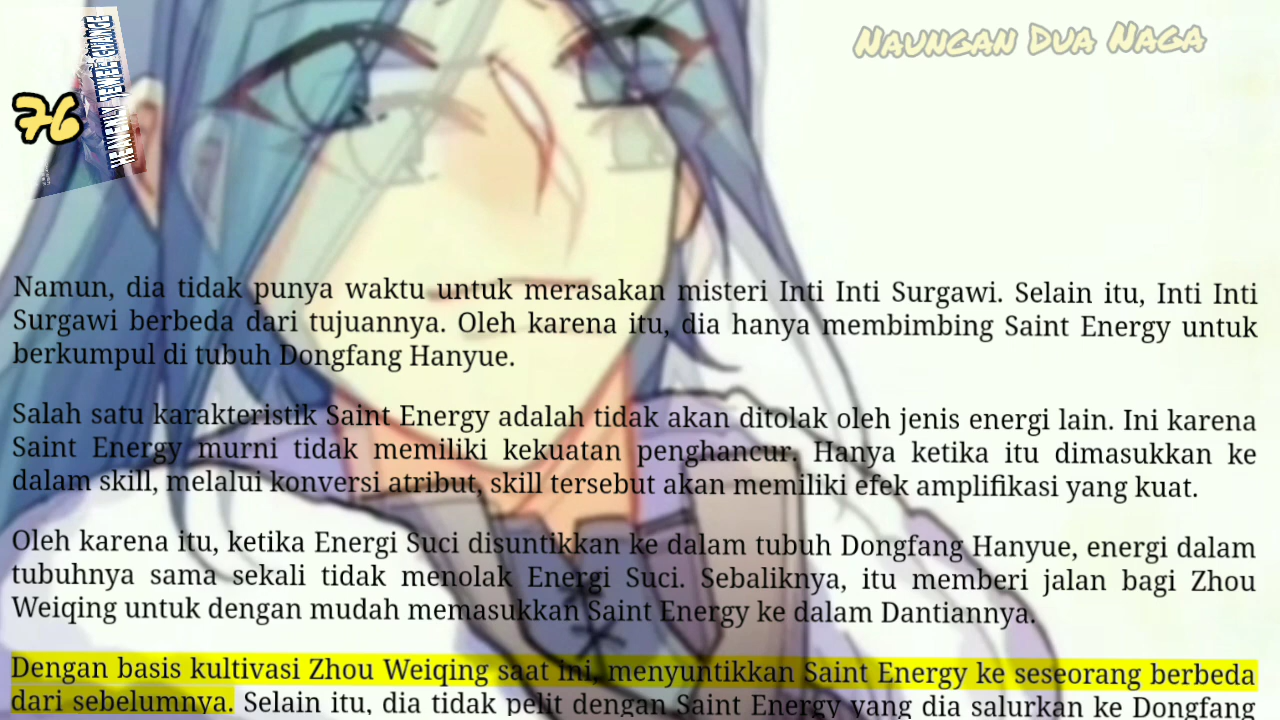 Naungan Dua Naga
76
HEAVENLY JEWEL CHANGE
Namun, dia tidak punya waktu untuk merasakan misteri Inti Inti Surgawi. Selain itu, Inti Inti
Surgawi berbeda dari tujuannya. Oleh karena itu, dia hanya membimbing Saint Energy untuk
berkumpul di tubuh Dongfang Hanyue.
Salah satu karakteristik Saint Energy adalah tidak akan ditolak oleh jenis energi lain. Ini karena
Saint Energy murni tidak memiliki kekuatan penghancur. Hanya ketika itu dimasukkan ke
dalam skill, melalui konversi atribut, skill tersebut akan memiliki efek amplifikasi yang kuat.
Oleh karena itu, ketika Energi Suci disuntikkan ke dalam tubuh Dongfang Hanyue, energi dalam
tubuhnya sama sekali tidak menolak Energi Suci. Sebaliknya, itu memberi jalan bagi Zhou
Weiqing untuk dengan mudah memasukkan Saint Energy ke dalam Dantiannya.
Dengan basis kultivasi Zhou Weiqing saat ini, menyuntikkan Saint Energy ke seseorang berbeda
dari sebelumnya. Selain itu, dia tidak pelit dengan Saint Energy yang dia salurkan ke Dongfang